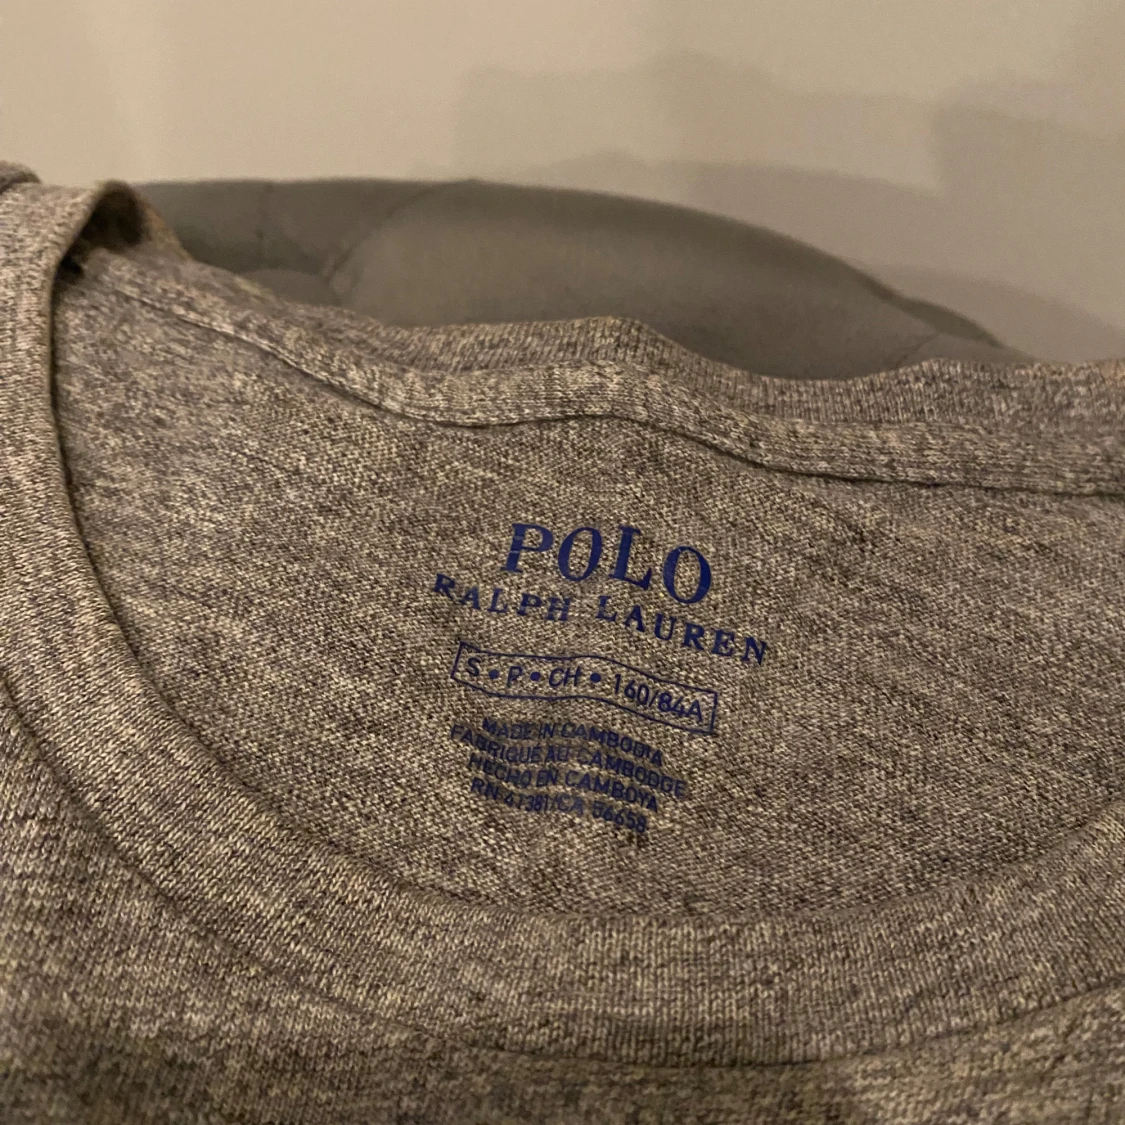 POLO
RALPH LAUREN
S • P • CH • 160/84A
MADE IN CAMBODIA
FABRIQUE AU CAMBODGE
HECHO EN CAMBOYA
RN 41381/CA 56658